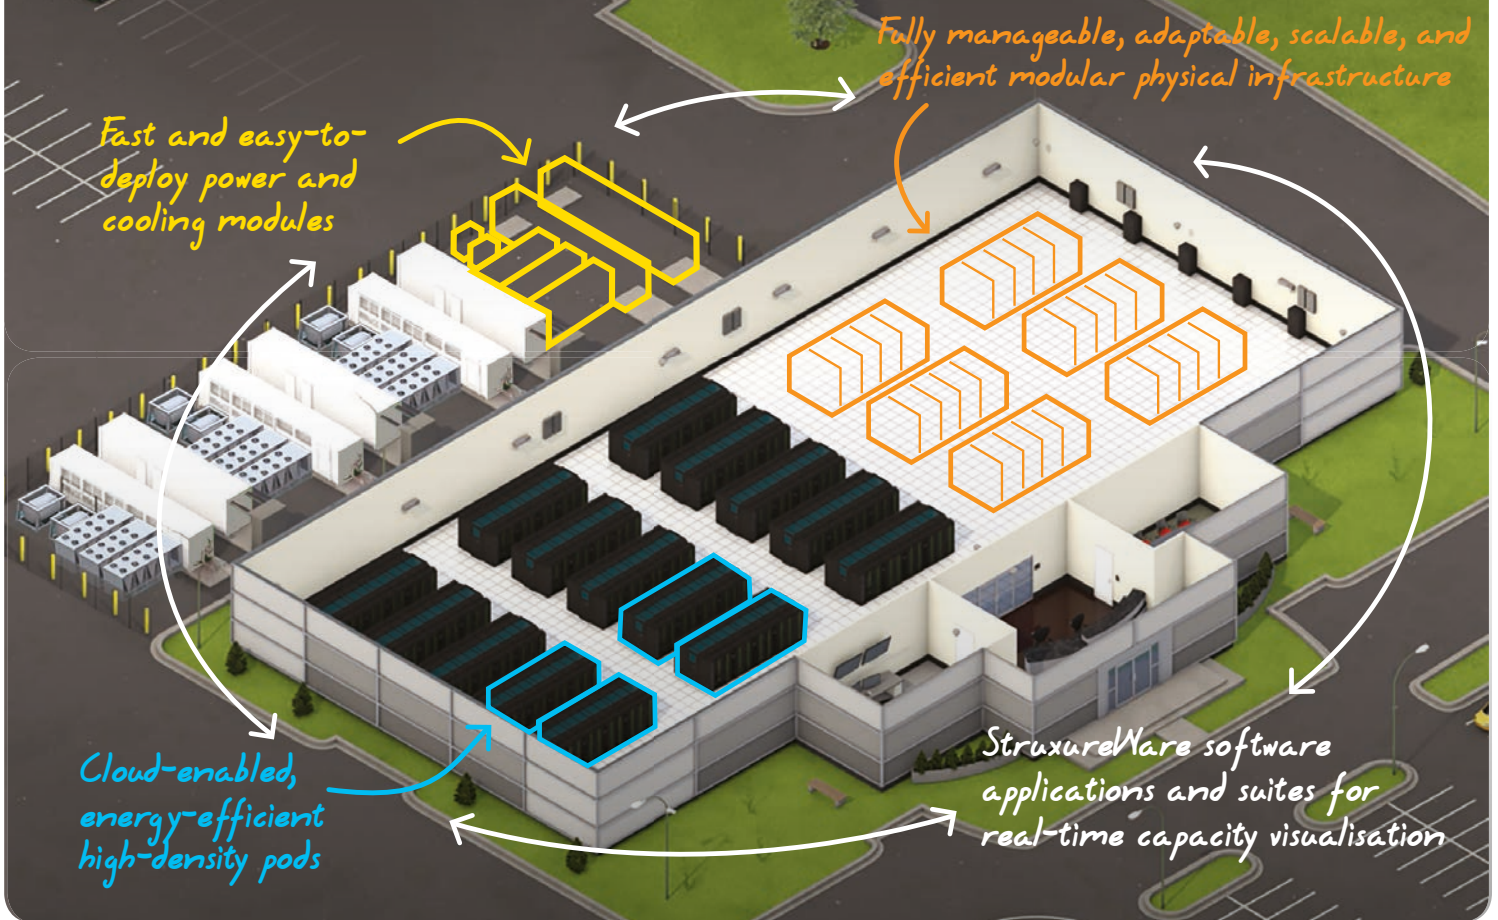 Fully manageable, adaptable, scalable, and
efficient modular physical infrastructure
Fast and easy-to-
deploy power and
cooling modules
Cloud-enabled,
energy-efficient
high-density pods
StruxureWare software
applications and suites for
real-time capacity visualisation